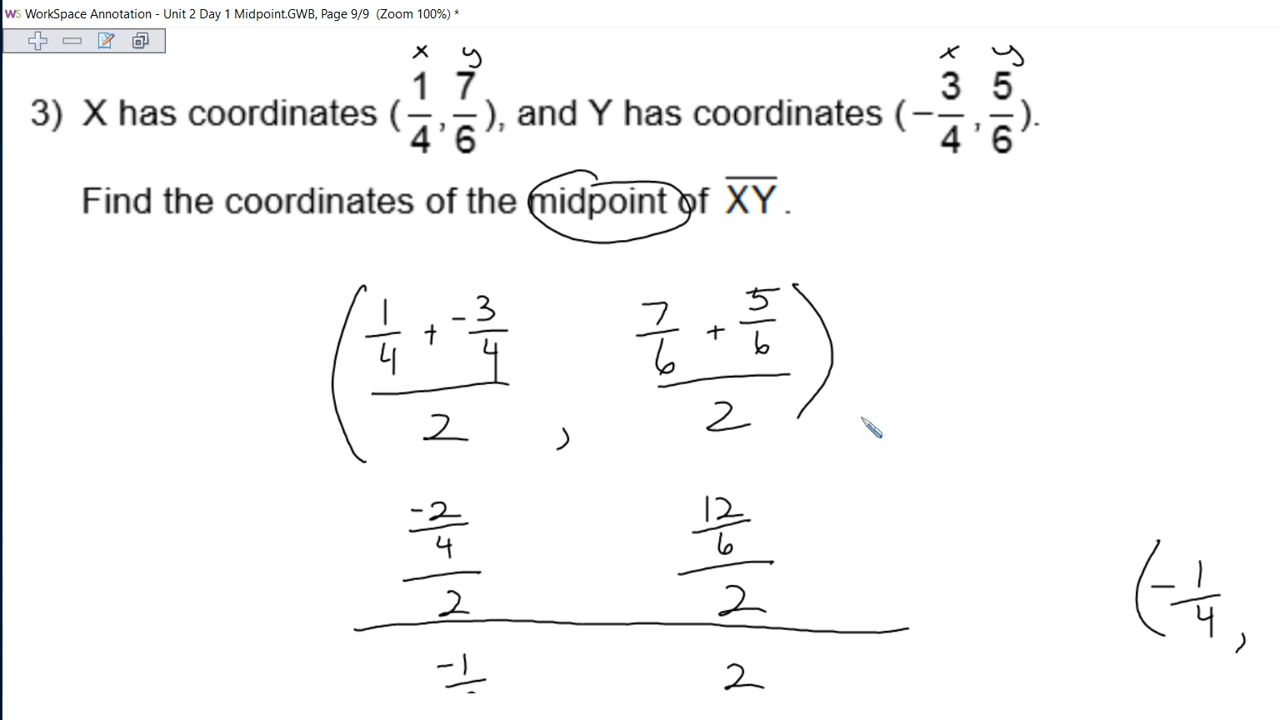 WS WorkSpace Annotation - Unit 2 Day 1 Midpoint.GWB, Page 9/9 (Zoom 100%) *
x y x y
3) X has coordinates (1/4, 7/6), and Y has coordinates (-3/4, 5/6).
Find the coordinates of the midpoint of XY.
((1/4 + -3/4)/2, (7/6 + 5/6)/2)
(-2/4)/2 (12/6)/2
(-1/4,
-1/ 2